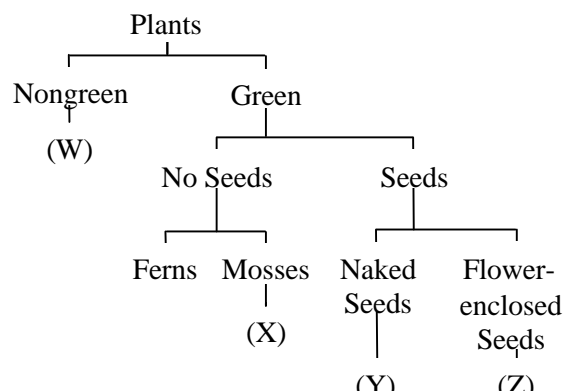 Plants
Nongreen Green
(W)
No Seeds Seeds
Ferns Mosses Naked Flower-
Seeds enclosed
(X) Seeds
(Y) (Z)